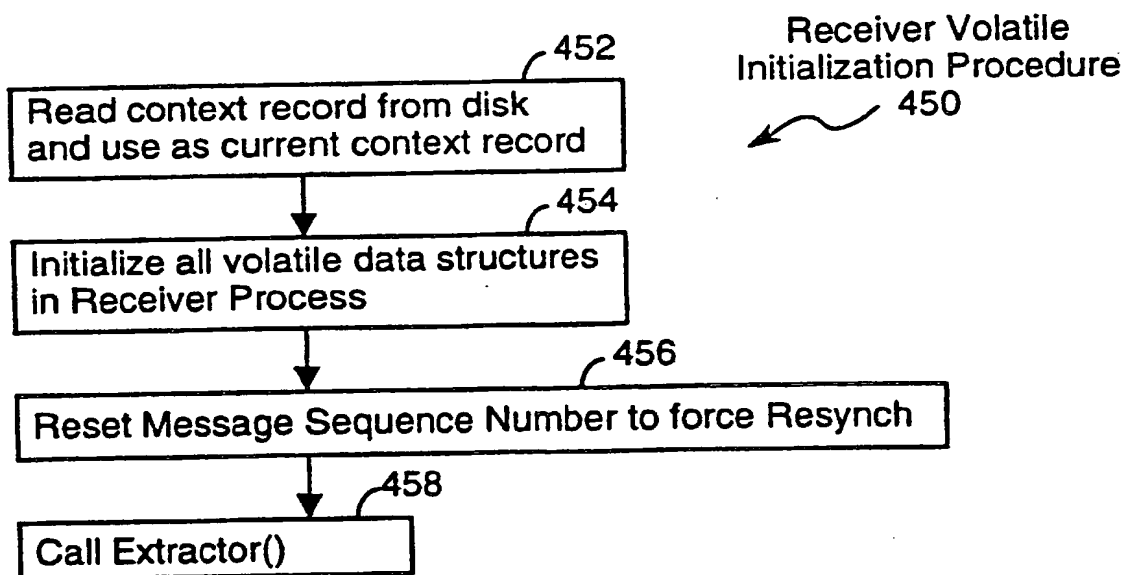 Receiver Volatile
Initialization Procedure
450
452
Read context record from disk
and use as current context record
454
Initialize all volatile data structures
in Receiver Process
456
Reset Message Sequence Number to force Resynch
458
Call Extractor()